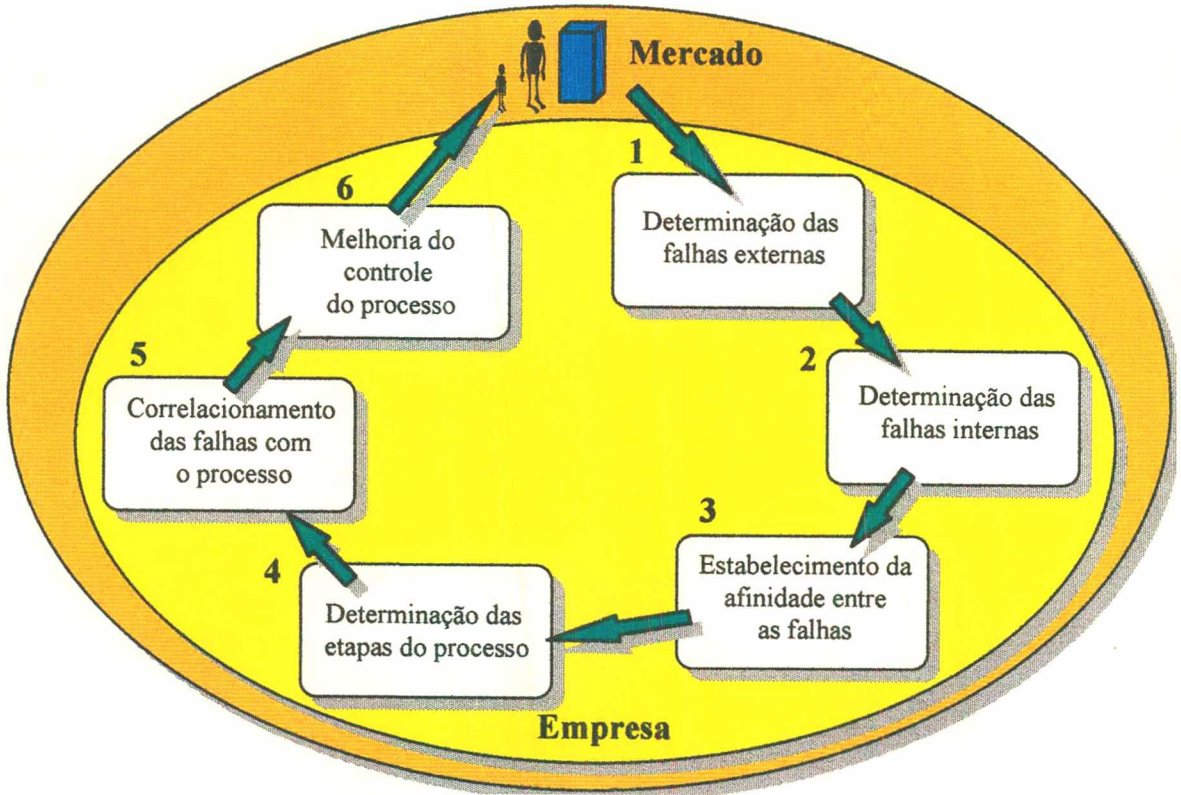 Mercado
1
Determinação das
falhas externas
2
Determinação das
falhas internas
3
Estabelecimento da
afinidade entre
as falhas
4
Determinação das
etapas do processo
5
Correlacionamento
das falhas com
o processo
6
Melhoria do
controle
do processo
Empresa